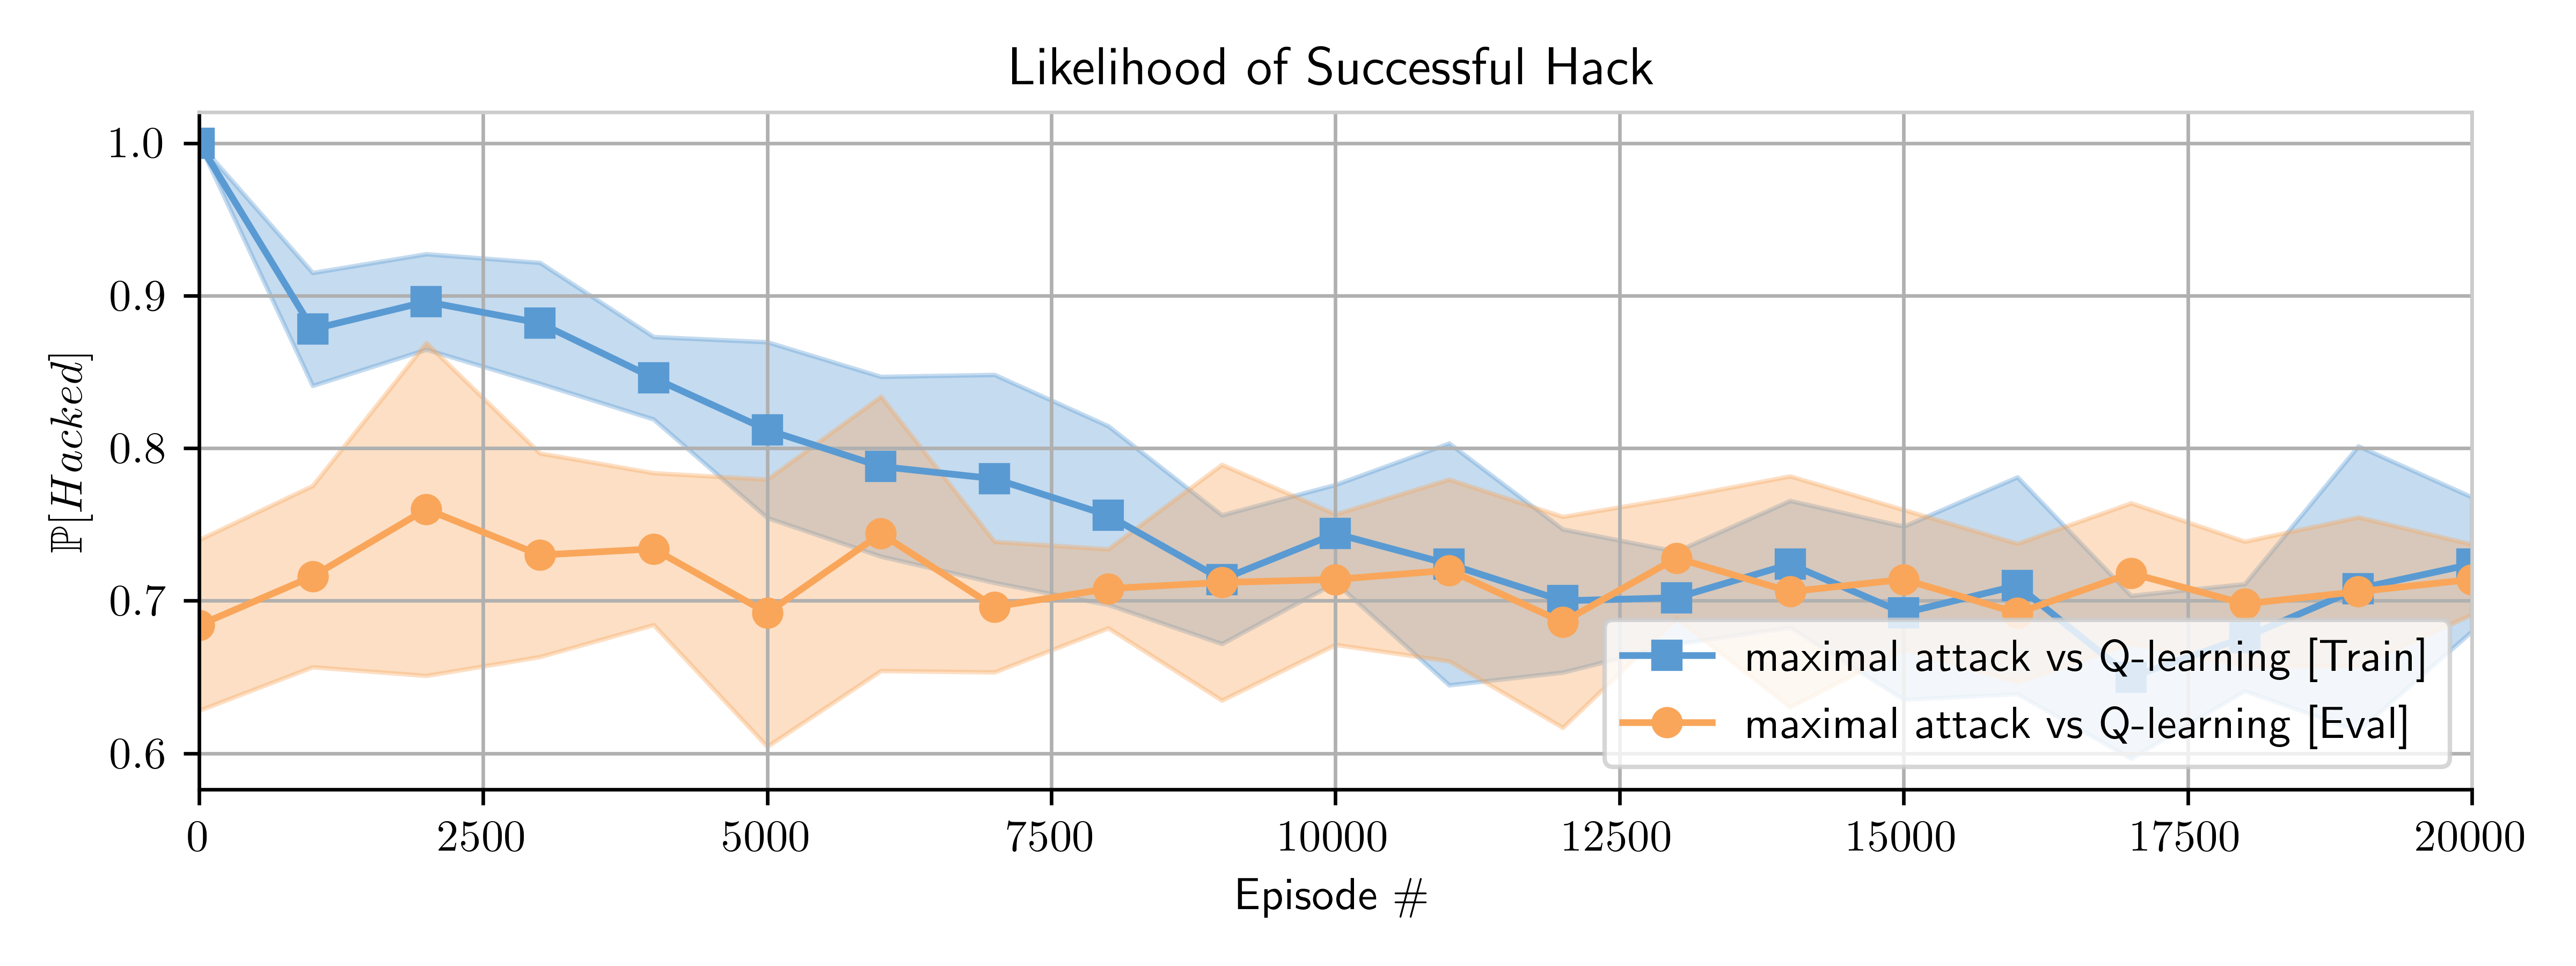 Likelihood of Successful Hack
ℙ[Hacked]
1.0
0.9
0.8
0.7
0.6
maximal attack vs Q-learning [Train]
maximal attack vs Q-learning [Eval]
0 2500 5000 7500 10000 12500 15000 17500 20000
Episode #